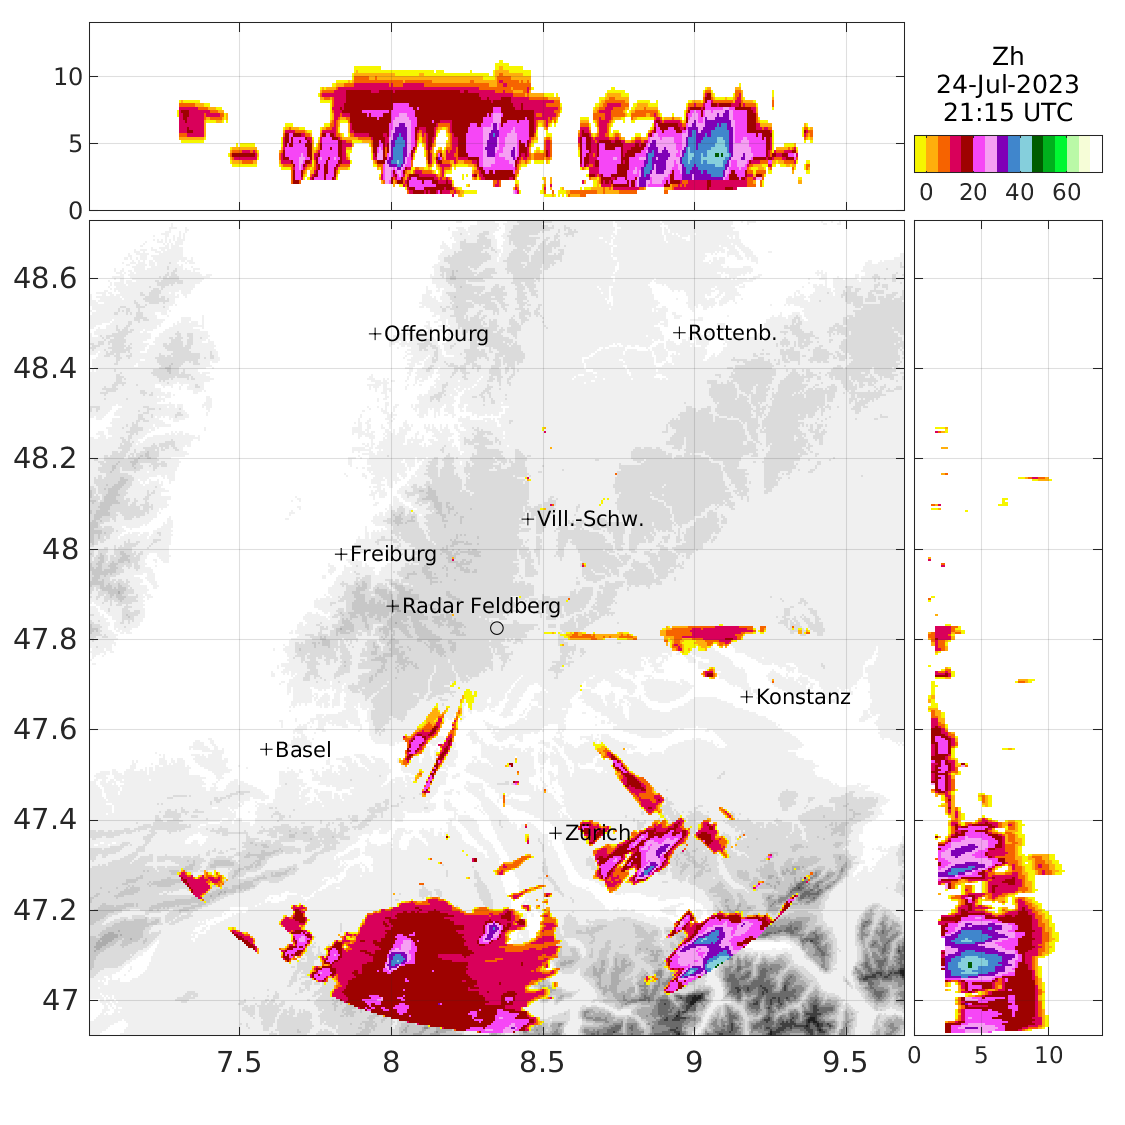 10
5
0
Zh
24-Jul-2023
21:15 UTC
0 20 40 60
48.6
48.4
48.2
48
47.8
47.6
47.4
47.2
47
Offenburg
Rottenb.
Vill.-Schw.
Freiburg
Radar Feldberg
Konstanz
Basel
Zürich
7.5 8 8.5 9 9.5
0 5 10